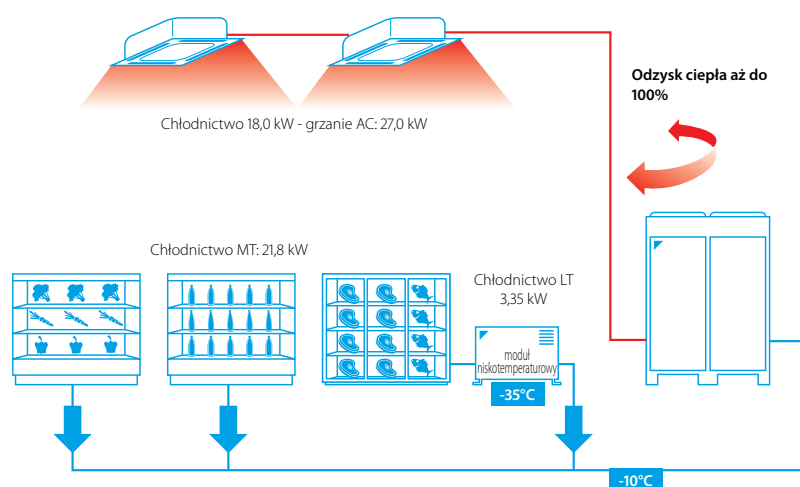 Odzysk ciepła aż do
100%
Chłodnictwo 18,0 kW - grzanie AC: 27,0 kW
Chłodnictwo MT: 21,8 kW
Chłodnictwo LT
3,35 kW
moduł
niskotemperaturowy
-35°C
-10°C